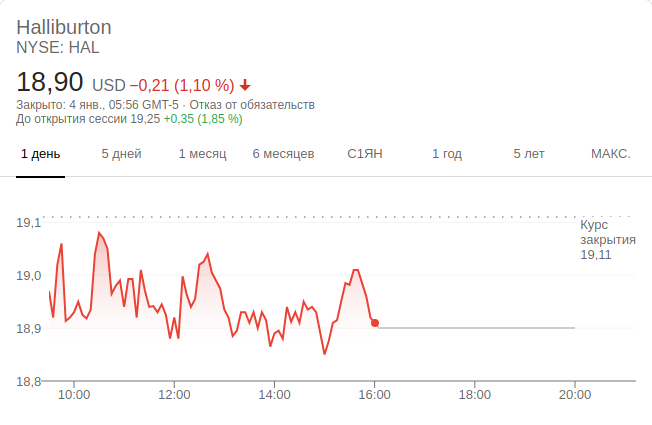 Halliburton
NYSE: HAL
18,90 USD −0,21 (1,10 %)
Закрыто: 4 янв., 05:56 GMT-5 · Отказ от обязательств
До открытия сессии 19,25 +0,35 (1,85 %)
1 день 5 дней 1 месяц 6 месяцев С1ЯН 1 год 5 лет МАКС.
19,1
Курс
закрытия
19,11
19,0
18,9
18,8
10:00 12:00 14:00 16:00 18:00 20:00